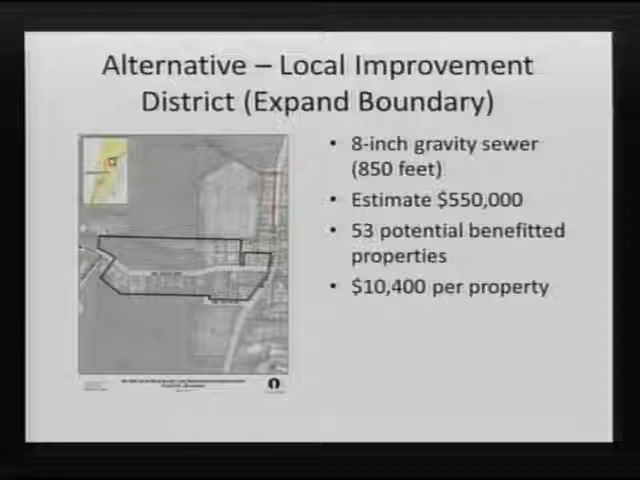 Alternative – Local Improvement
District (Expand Boundary)
• 8-inch gravity sewer
(850 feet)
• Estimate $550,000
• 53 potential benefitted
properties
• $10,400 per property